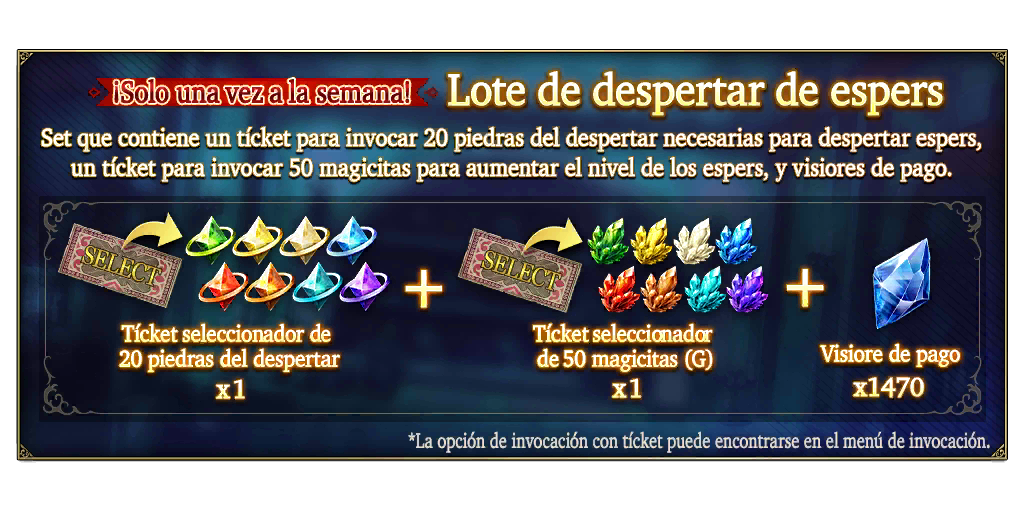 ¡Solo una vez a la semana! Lote de despertar de espers
Set que contiene un tícket para invocar 20 piedras del despertar necesarias para despertar espers,
un tícket para invocar 50 magicitas para aumentar el nivel de los espers, y visiores de pago.
SELECT
SELECT
+
+
Tícket seleccionador de
20 piedras del despertar
x1
Tícket seleccionador
de 50 magicitas (G)
x1
Visiore de pago
x1470
*La opción de invocación con tícket puede encontrarse en el menú de invocación.